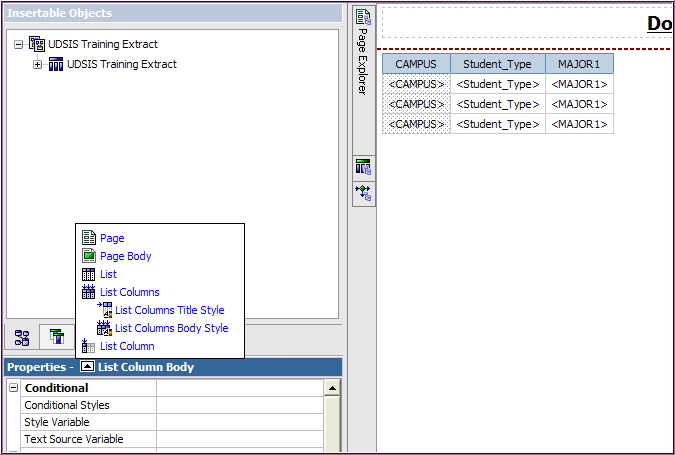 Insertable Objects
UDSIS Training Extract
UDSIS Training Extract
Page
Page Body
List
List Columns
List Columns Title Style
List Columns Body Style
List Column
Properties - List Column Body
Conditional
Conditional Styles
Style Variable
Text Source Variable
Page Explorer
Do
CAMPUS Student_Type MAJOR1
<CAMPUS> <Student_Type> <MAJOR1>
<CAMPUS> <Student_Type> <MAJOR1>
<CAMPUS> <Student_Type> <MAJOR1>